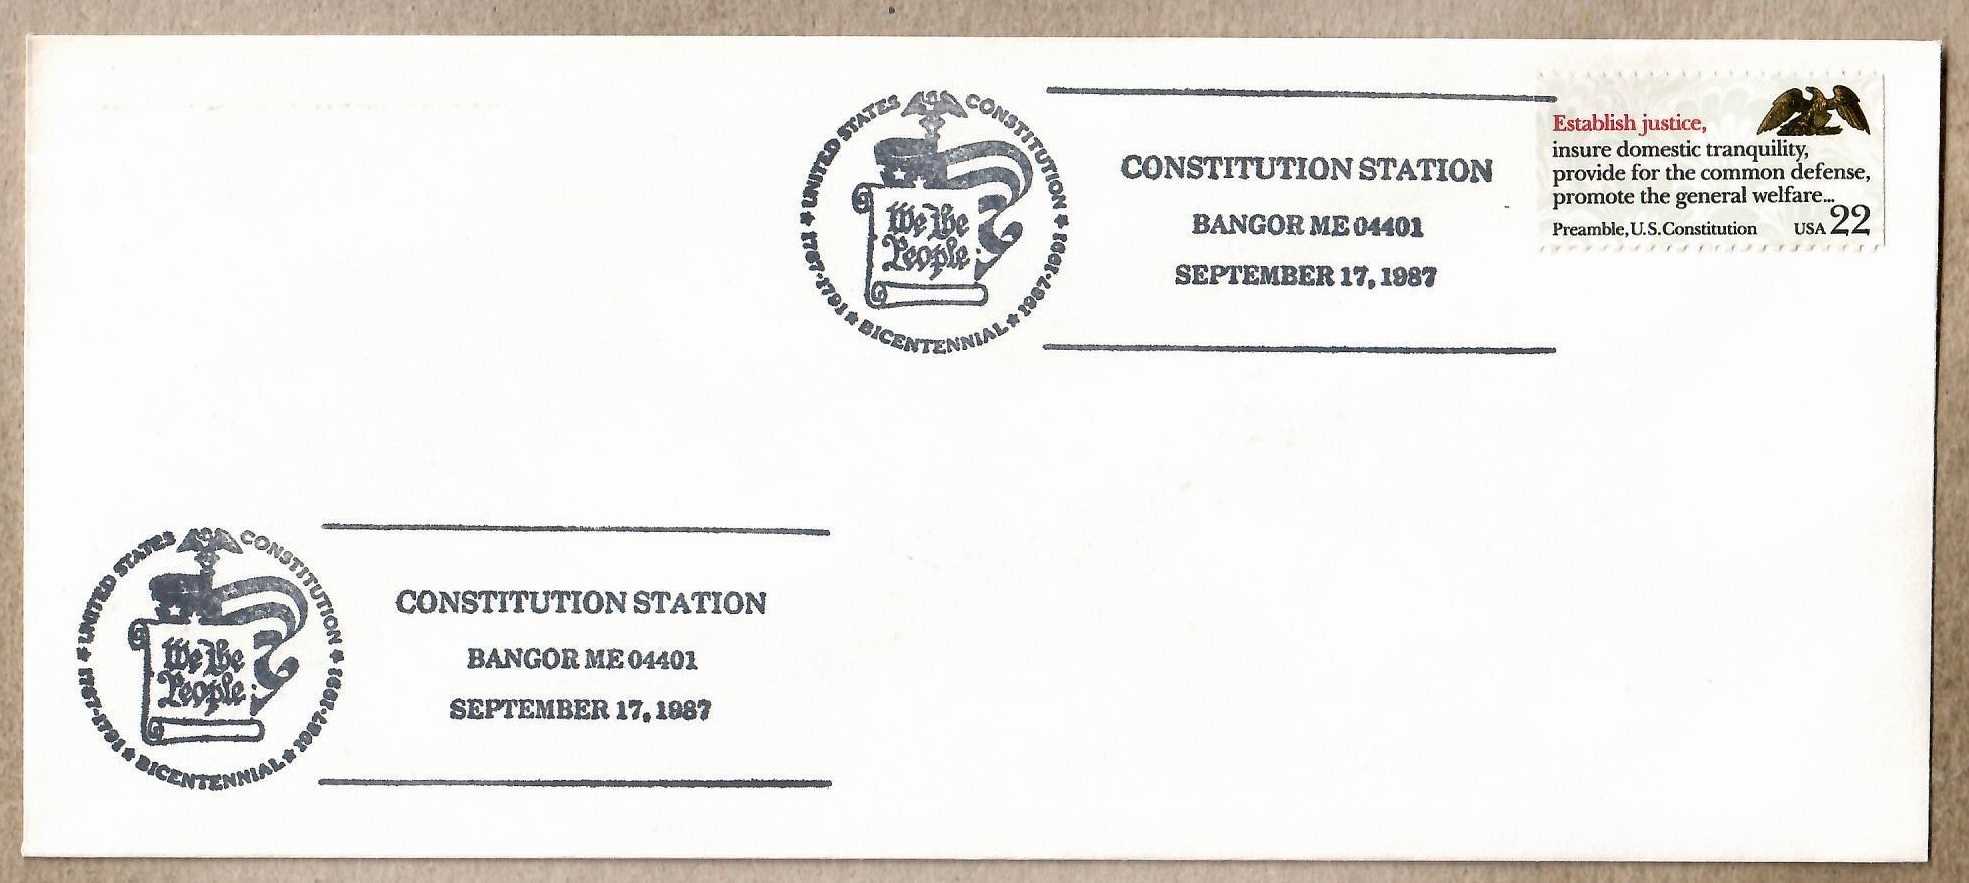 ★ UNITED STATES CONSTITUTION ★ 1987·1991 ★ BICENTENNIAL ★ 1787·1791
We the
People
CONSTITUTION STATION
BANGOR ME 04401
SEPTEMBER 17, 1987
Establish justice,
insure domestic tranquility,
provide for the common defense,
promote the general welfare...
Preamble, U.S. Constitution USA 22
★ UNITED STATES CONSTITUTION ★ 1987·1991 ★ BICENTENNIAL ★ 1787·1791
We the
People
CONSTITUTION STATION
BANGOR ME 04401
SEPTEMBER 17, 1987